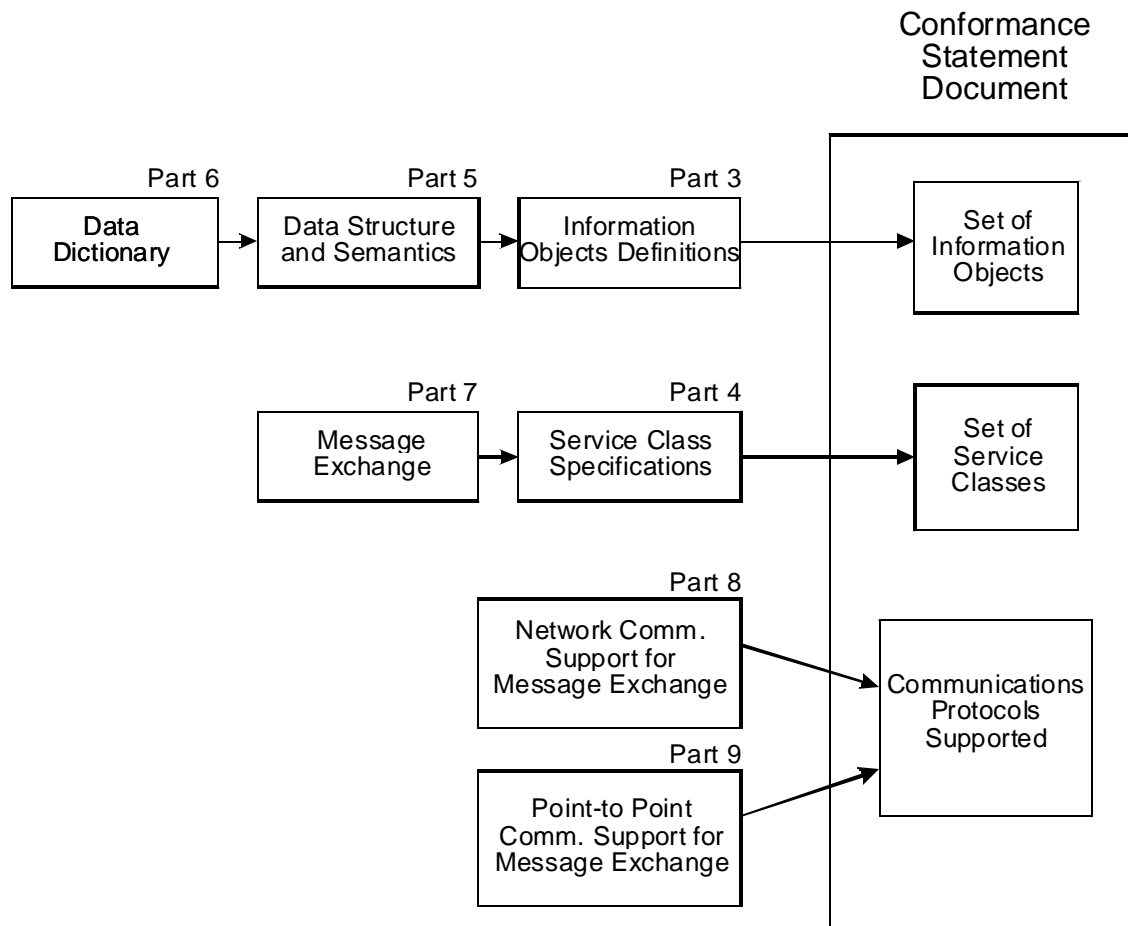 Conformance
Statement
Document
Part 6
Data
Dictionary
Part 5
Data Structure
and Semantics
Part 3
Information
Objects Definitions
Set of
Information
Objects
Part 7
Message
Exchange
Part 4
Service Class
Specifications
Set of
Service
Classes
Part 8
Network Comm.
Support for
Message Exchange
Part 9
Point-to Point
Comm. Support for
Message Exchange
Communications
Protocols
Supported